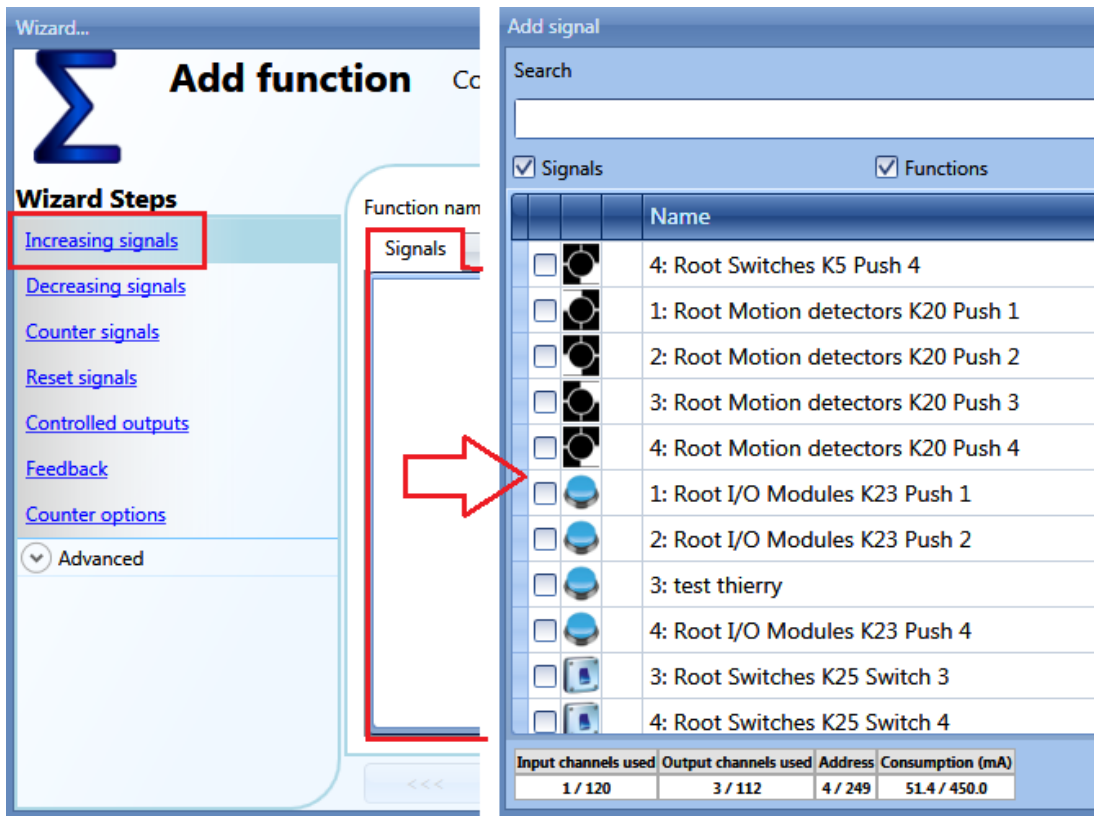 Wizard...
Add function
Wizard Steps
Increasing signals
Decreasing signals
Counter signals
Reset signals
Controlled outputs
Feedback
Counter options
Advanced
Function nam
Signals
<<<
Add signal
Search
Signals
Functions
Name
4: Root Switches K5 Push 4
1: Root Motion detectors K20 Push 1
2: Root Motion detectors K20 Push 2
3: Root Motion detectors K20 Push 3
4: Root Motion detectors K20 Push 4
1: Root I/O Modules K23 Push 1
2: Root I/O Modules K23 Push 2
3: test thierry
4: Root I/O Modules K23 Push 4
3: Root Switches K25 Switch 3
4: Root Switches K25 Switch 4
Input channels used Output channels used Address Consumption (mA)
1 / 120 3 / 112 4 / 249 51.4 / 450.0